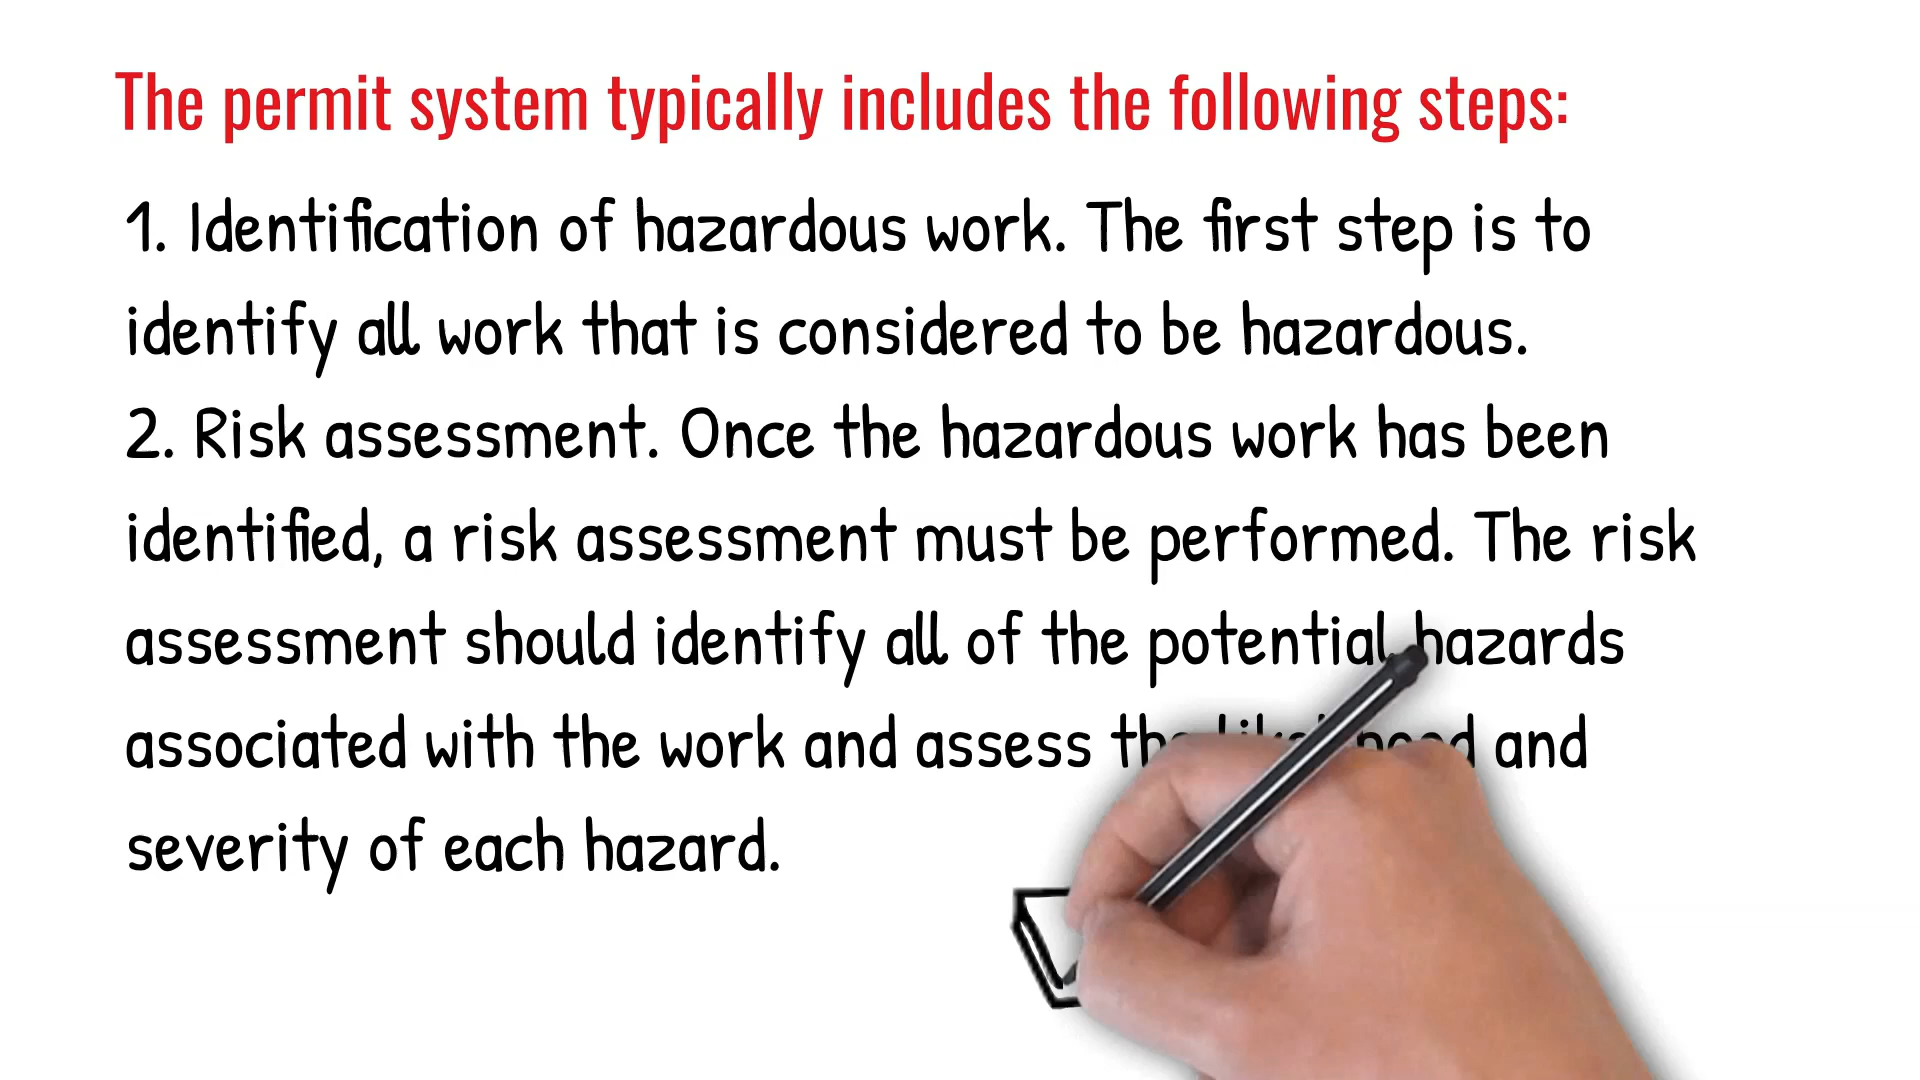 The permit system typically includes the following steps:
1. Identification of hazardous work. The first step is to
identify all work that is considered to be hazardous.
2. Risk assessment. Once the hazardous work has been
identified, a risk assessment must be performed. The risk
assessment should identify all of the potential hazards
associated with the work and assess the likelihood and
severity of each hazard.